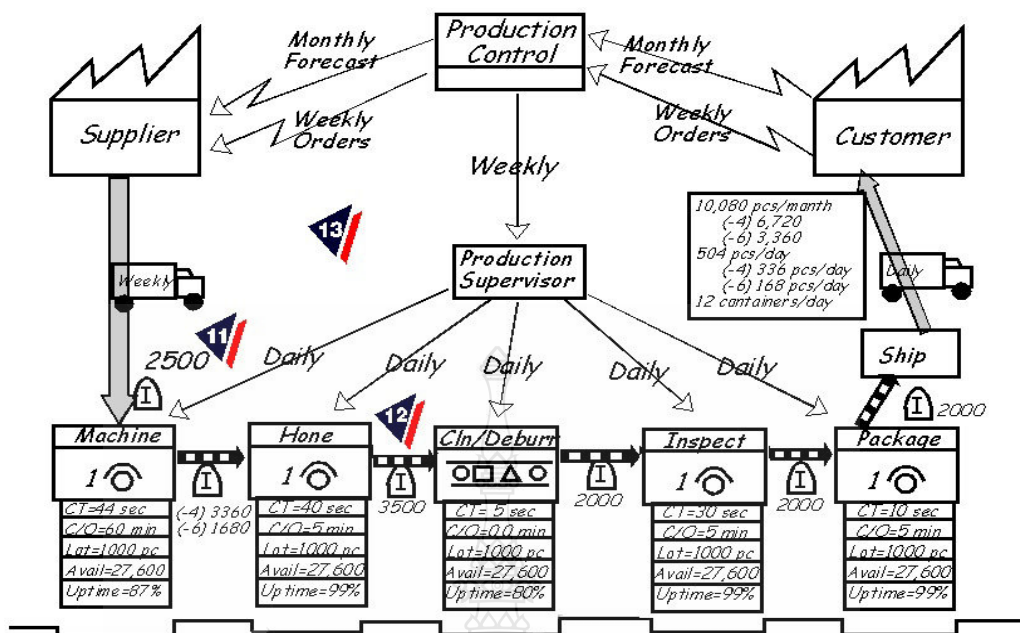 Production
Control
Monthly
Forecast
Weekly
Orders
Monthly
Forecast
Weekly
Orders
Supplier
Customer
Weekly
10,080 pcs/month
(-4) 6,720
(-6) 3,360
504 pcs/day
(-4) 336 pcs/day
(-6) 168 pcs/day
12 containers/day
13
Production
Supervisor
Weekly
Daily
11
2500
I
Daily
Daily
Daily
Daily
Daily
Ship
I
2000
12
Machine
1
CT=44 sec
C/O=60 min
Lot=1000 pc
Avail=27,600
Uptime=87%
I
(-4) 3360
(-6) 1680
Hone
1
CT=40 sec
C/O=5 min
Lot=1000 pc
Avail=27,600
Uptime=99%
I
3500
Cln/Deburr
CT= 5 sec
C/O=0.0 min
Lot=1000 pc
Avail=27,600
Uptime=80%
I
2000
Inspect
1
CT=30 sec
C/O=5 min
Lot=1000 pc
Avail=27,600
Uptime=99%
I
2000
Package
1
CT=10 sec
C/O=5 min
Lot=1000 pc
Avail=27,600
Uptime=99%